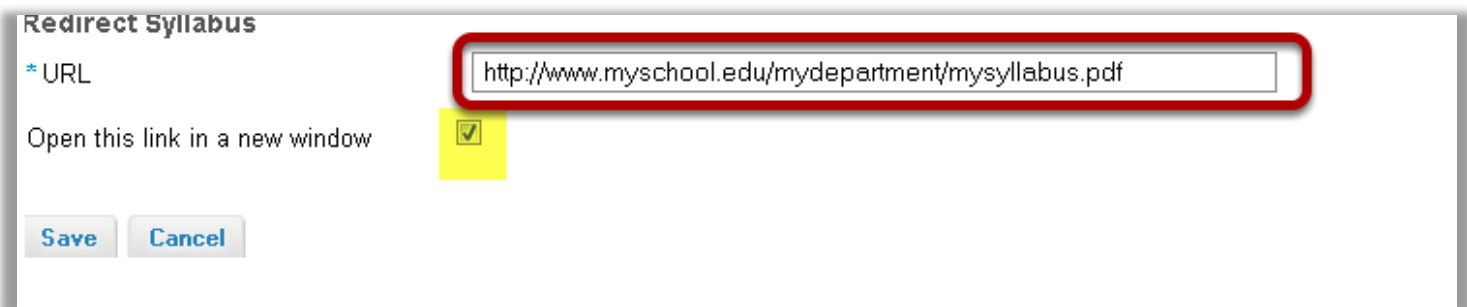 Redirect Syllabus
* URL http://www.myschool.edu/mydepartment/mysyllabus.pdf
Open this link in a new window
Save Cancel